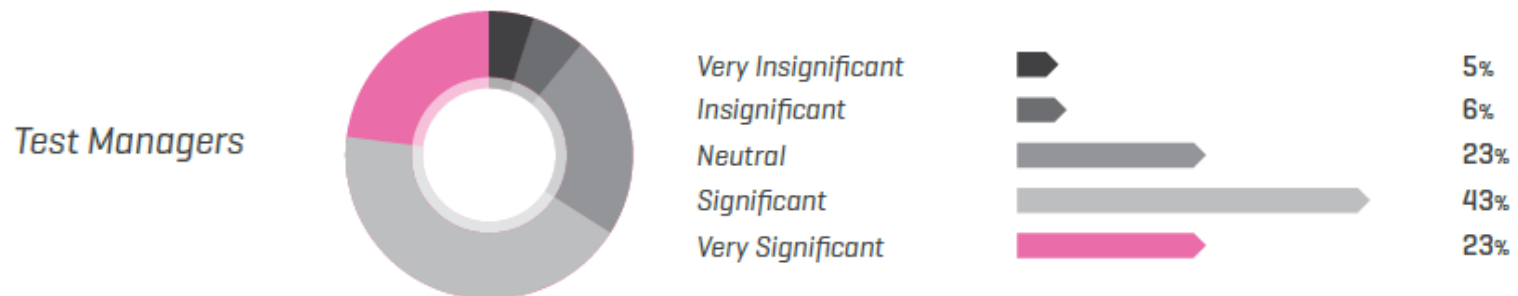 Test Managers
Very Insignificant 5%
Insignificant 6%
Neutral 23%
Significant 43%
Very Significant 23%